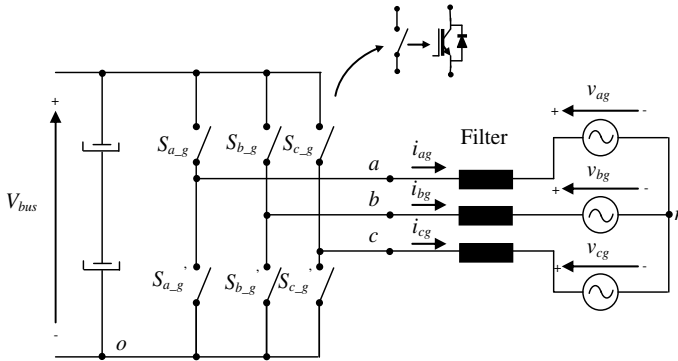 v_ag
+ -
S_a_g S_b_g S_c_g
Filter
+
V_bus
-
a i_ag
b i_bg
c i_cg
v_bg
+ -
v_cg
+ -
S_a_g' S_b_g' S_c_g'
o